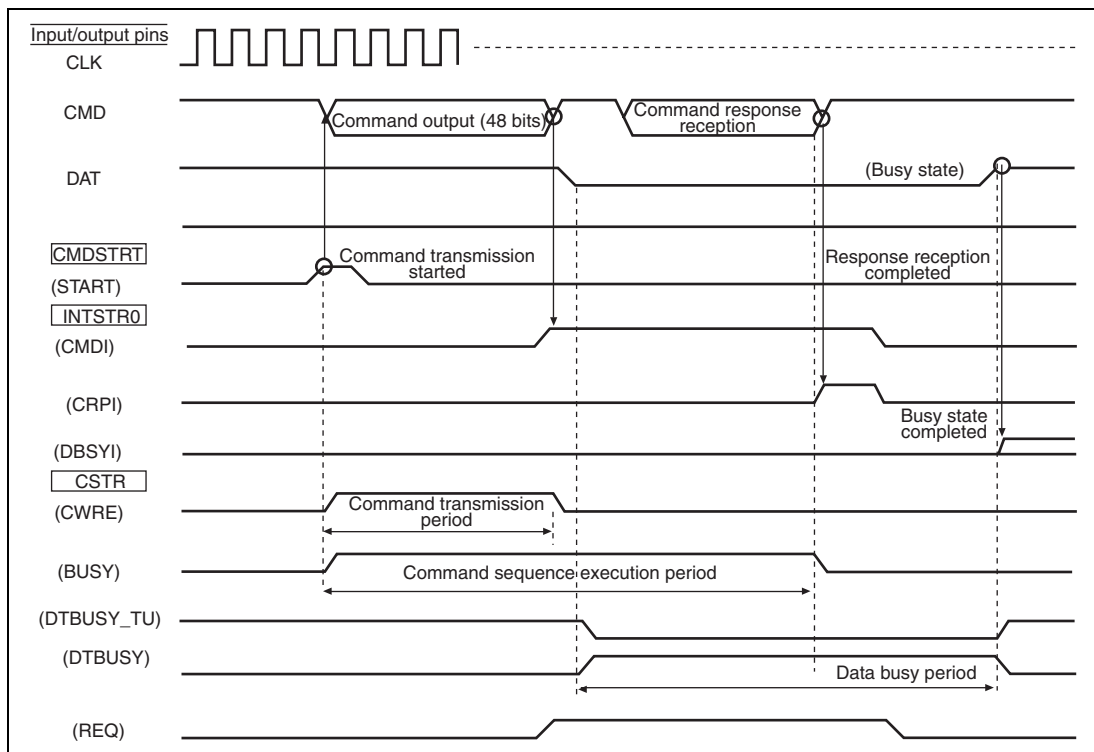 Input/output pins
CLK
CMD
Command output (48 bits)
Command response
reception
DAT
(Busy state)
CMDSTRT
(START)
Command transmission
started
Response reception
completed
INTSTR0
(CMDI)
(CRPI)
Busy state
completed
(DBSYI)
CSTR
(CWRE)
Command transmission
period
(BUSY)
Command sequence execution period
(DTBUSY_TU)
(DTBUSY)
Data busy period
(REQ)